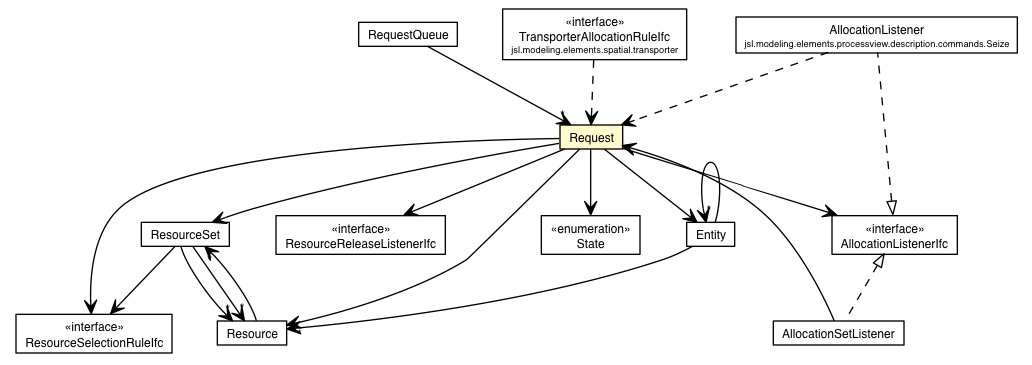 RequestQueue
«interface»
TransporterAllocationRuleIfc
jsl.modeling.elements.spatial.transporter
AllocationListener
jsl.modeling.elements.processview.description.commands.Seize
*
Request
ResourceSet
«interface»
ResourceReleaseListenerIfc
«enumeration»
State
*
Entity
«interface»
AllocationListenerIfc
«interface»
ResourceSelectionRuleIfc
*
*
Resource
AllocationSetListener